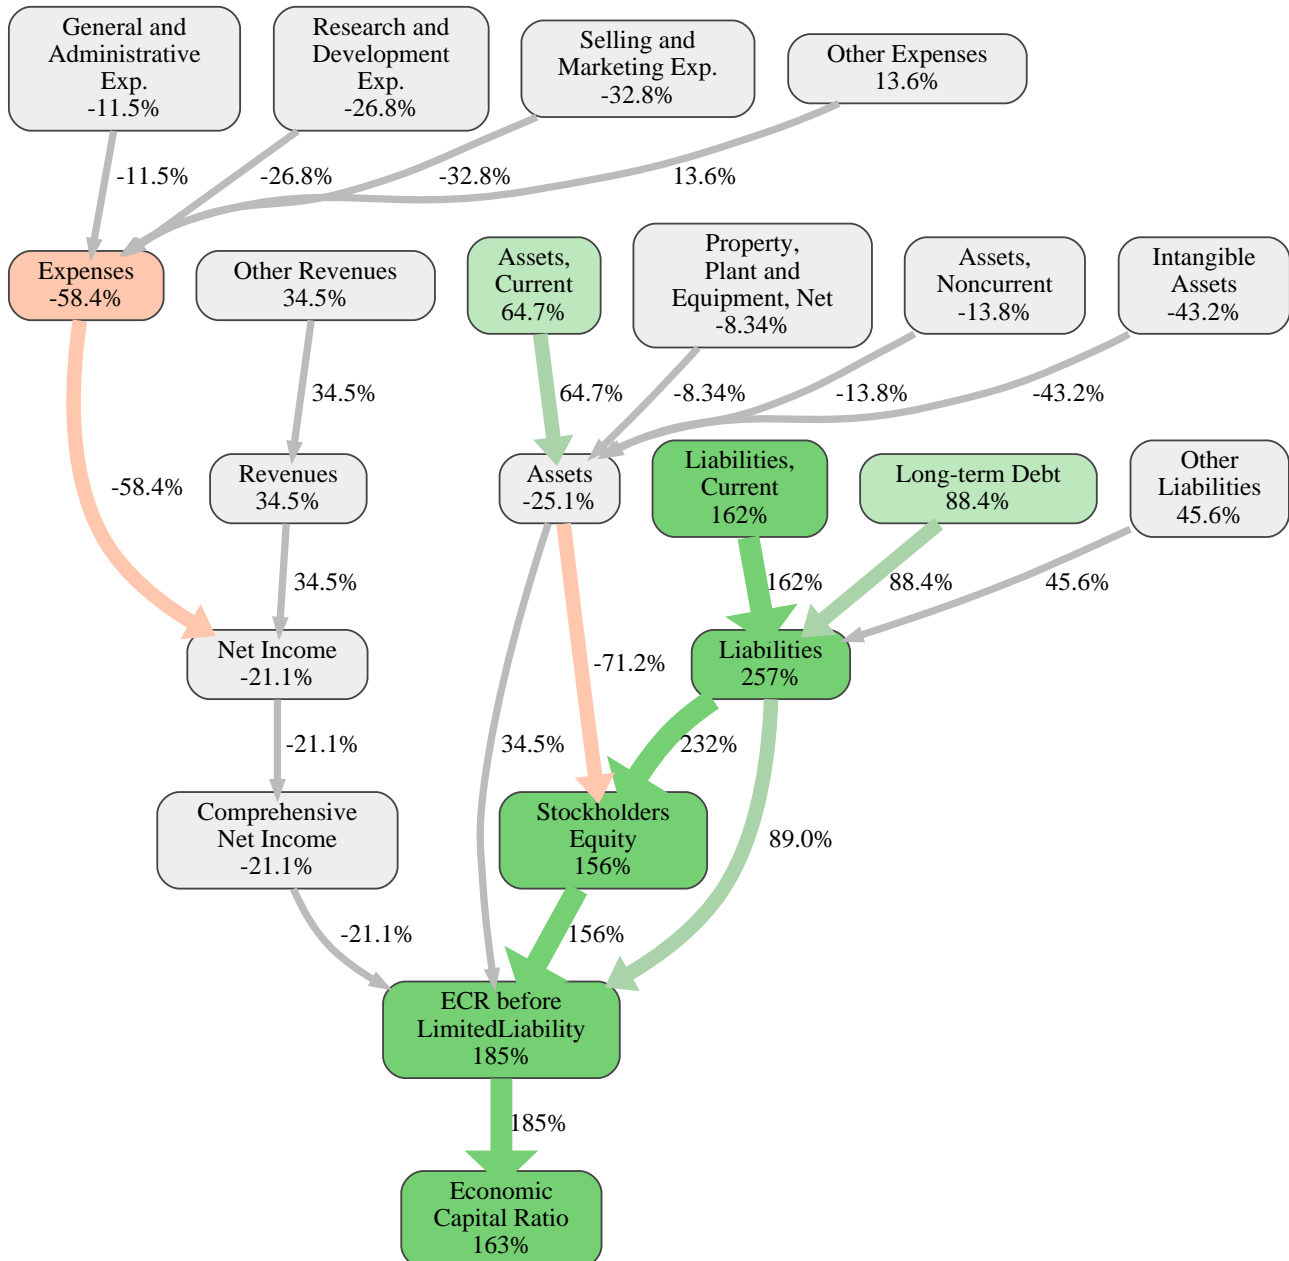 General and
Administrative
Exp.
-11.5%
Research and
Development
Exp.
-26.8%
Selling and
Marketing Exp.
-32.8%
Other Expenses
13.6%
-11.5%
-26.8%
-32.8%
13.6%
Expenses
-58.4%
Other Revenues
34.5%
Assets,
Current
64.7%
Property,
Plant and
Equipment, Net
-8.34%
Assets,
Noncurrent
-13.8%
Intangible
Assets
-43.2%
34.5%
64.7%
-8.34%
-13.8%
-43.2%
-58.4%
Revenues
34.5%
Assets
-25.1%
Liabilities,
Current
162%
Long-term Debt
88.4%
Other
Liabilities
45.6%
34.5%
162%
88.4%
45.6%
Net Income
-21.1%
-71.2%
Liabilities
257%
-21.1%
34.5%
232%
Comprehensive
Net Income
-21.1%
Stockholders
Equity
156%
89.0%
-21.1%
156%
ECR before
LimitedLiability
185%
185%
Economic
Capital Ratio
163%